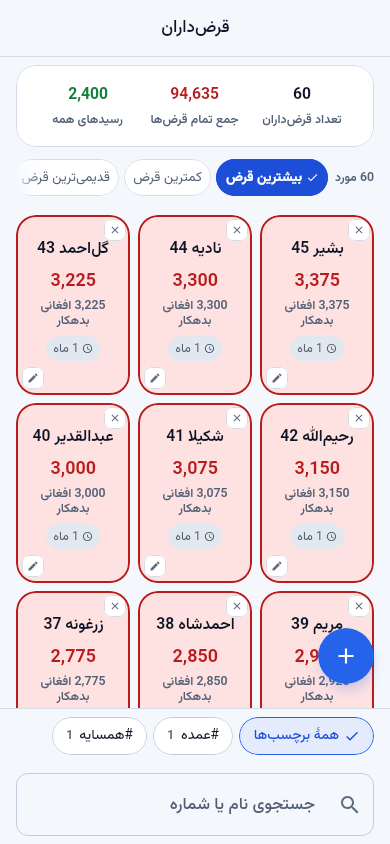 قرض‌داران
60
94,635
2,400
تعداد قرض‌داران
جمع تمام قرض‌ها
رسیدهای همه
60 مورد
بیشترین قرض
کمترین قرض
قدیمی‌ترین قرض
بشیر 45
3,375
3,375 افغانی
بدهکار
1 ماه
نادیه 44
3,300
3,300 افغانی
بدهکار
1 ماه
گل‌احمد 43
3,225
3,225 افغانی
بدهکار
1 ماه
رحیم‌الله 42
3,150
3,150 افغانی
بدهکار
1 ماه
شکیلا 41
3,075
3,075 افغانی
بدهکار
1 ماه
عبدالقدیر 40
3,000
3,000 افغانی
بدهکار
1 ماه
مریم 39
بدهکار
احمدشاه 38
2,850
2,850 افغانی
بدهکار
زرغونه 37
2,775
2,775 افغانی
بدهکار
همهٔ برچسب‌ها
#عمده 1
#همسایه 1
جستجوی نام یا شماره